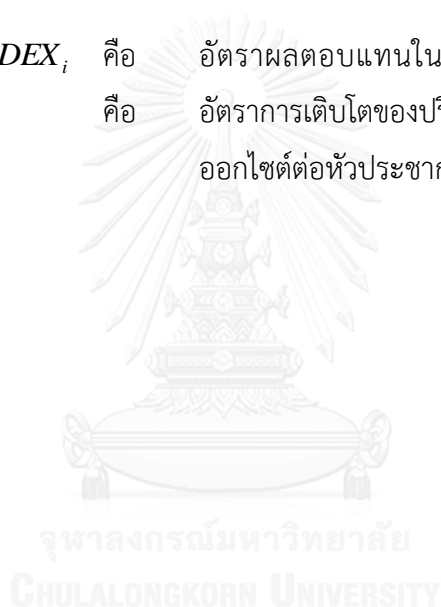 DEX i คือ อัตราผลตอบแทนใน
คือ อัตราการเติบโตของปริ
ออกไซต์ต่อหัวประชาก
จุฬาลงกรณ์มหาวิทยาลัย
CHULALONGKORN UNIVERSITY